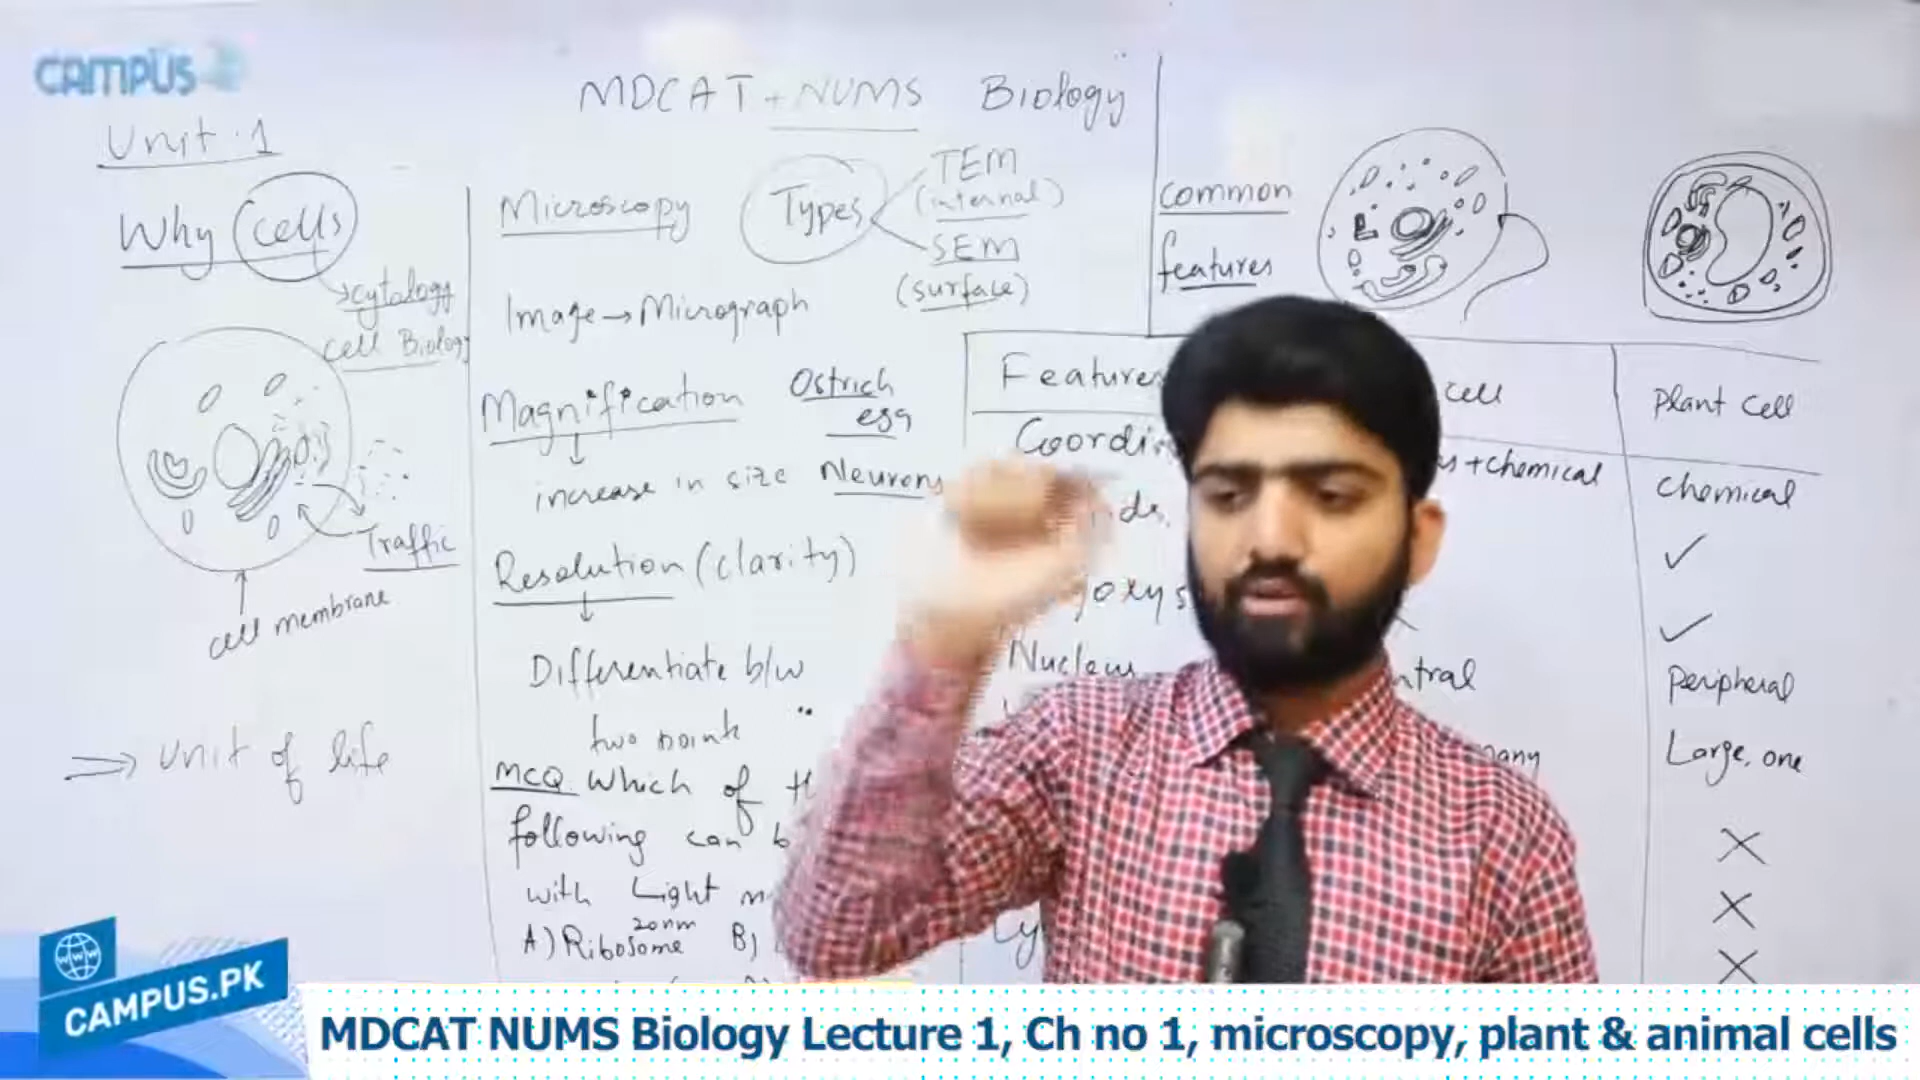 CAMPUS
MDCAT + NUMS Biology
Unit. 1
Why cells
cytology
cell Biology
Traffic
cell membrane
unit of life
Microscopy
Types
TEM
(internal)
SEM
(surface)
Image → Micrograph
Magnification
Ostrich
egg
increase in size
Neurons
Resolution (clarity)
Differentiate b/w
two point
MCQ. Which of
following can
with Light
20nm
A) Ribosome B)
common
features
Features
cell
Plant cell
+chemical
chemical
✓
✓
Nucleus
Peripheral
many
Large, one
X
X
X
WWW
CAMPUS.PK
MDCAT NUMS Biology Lecture 1, Ch no 1, microscopy, plant & animal cells